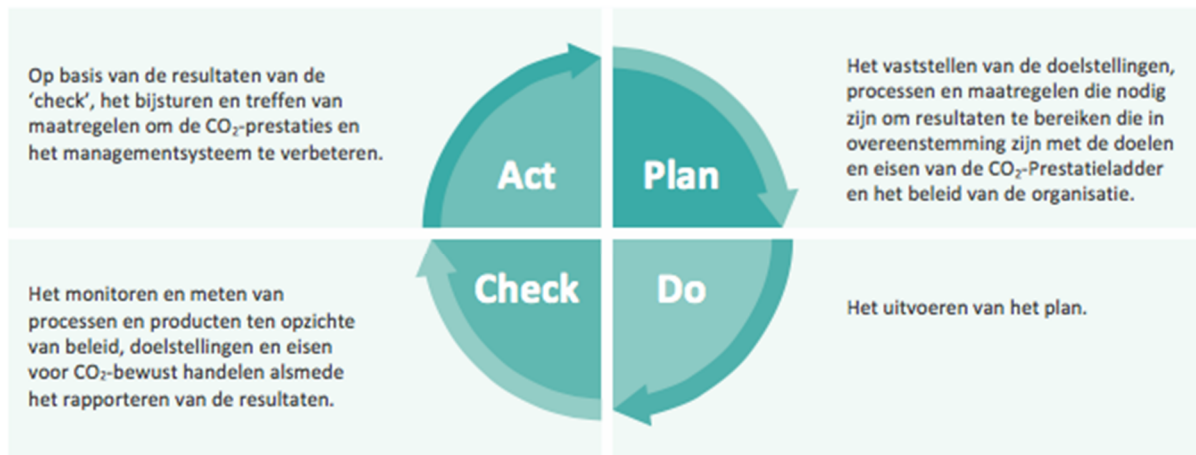 Op basis van de resultaten van de
‘check’, het bijsturen en treffen van
maatregelen om de CO₂-prestaties en
het managementsysteem te verbeteren.
Act
Plan
Het vaststellen van de doelstellingen,
processen en maatregelen die nodig
zijn om resultaten te bereiken die in
overeenstemming zijn met de doelen
en eisen van de CO₂-Prestatieladder
en het beleid van de organisatie.
Het monitoren en meten van
processen en producten ten opzichte
van beleid, doelstellingen en eisen
voor CO₂-bewust handelen alsmede
het rapporteren van de resultaten.
Check
Do
Het uitvoeren van het plan.